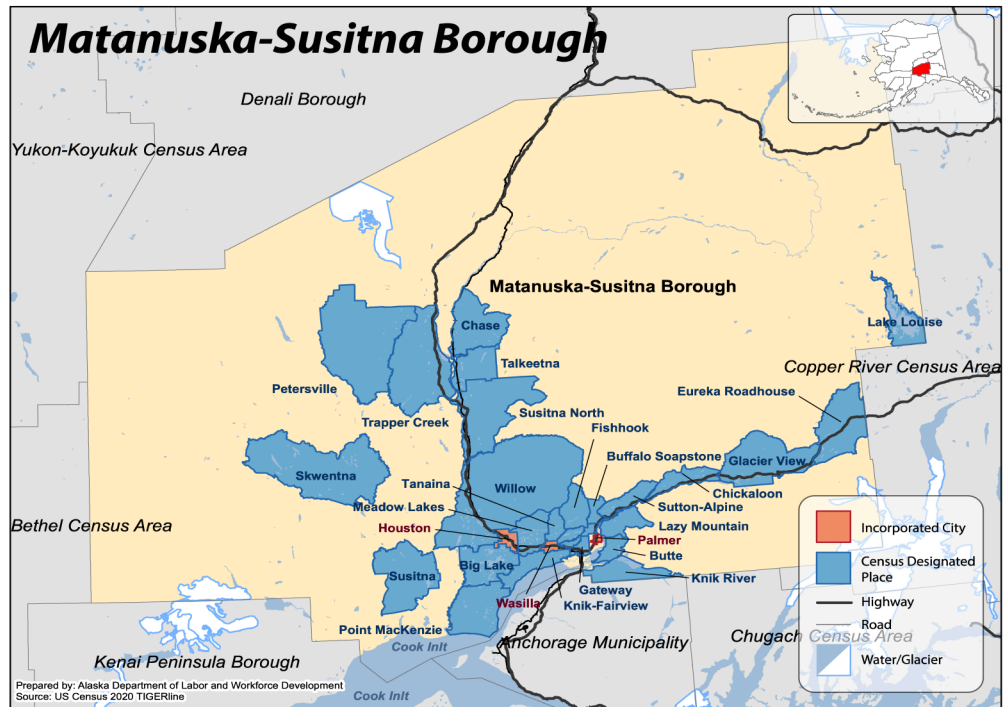 Matanuska-Susitna Borough
Denali Borough
Yukon-Koyukuk Census Area
Matanuska-Susitna Borough
Chase
Lake Louise
Talkeetna
Copper River Census Area
Petersville
Eureka Roadhouse
Trapper Creek
Susitna North
Fishhook
Buffalo Soapstone
Glacier View
Skwentna
Tanaina
Willow
Chickaloon
Meadow Lakes
Sutton-Alpine
Bethel Census Area
Houston
Lazy Mountain
Palmer
Butte
Big Lake
Susitna
Knik River
Gateway
Wasilla
Knik-Fairview
Point MacKenzie
Cook Inlt
Anchorage Municipality
Chugach Census Area
Kenai Peninsula Borough
Cook Inlt
Incorporated City
Census Designated
Place
Highway
Road
Water/Glacier
Prepared by: Alaska Department of Labor and Workforce Development
Source: US Census 2020 TIGERline